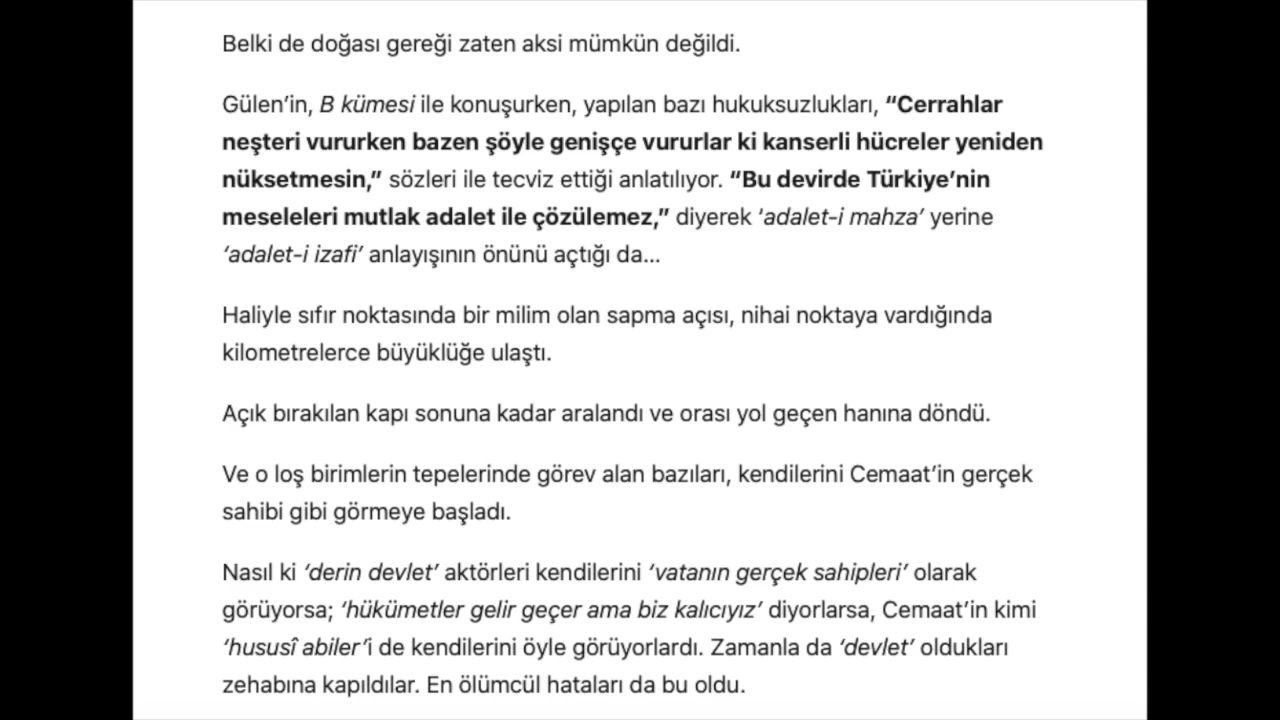 Belki de doğası gereği zaten aksi mümkün değildi.
Gülen’in, B kümesi ile konuşurken, yapılan bazı hukuksuzlukları, “Cerrahlar
neşteri vururken bazen şöyle genişçe vururlar ki kanserli hücreler yeniden
nüksetmesin,” sözleri ile tecviz ettiği anlatılıyor. “Bu devirde Türkiye’nin
meseleleri mutlak adalet ile çözülemez,” diyerek ‘adalet-i mahza’ yerine
‘adalet-i izafi’ anlayışının önünü açtığı da…
Haliyle sıfır noktasında bir milim olan sapma açısı, nihai noktaya vardığında
kilometrelerce büyüklüğe ulaştı.
Açık bırakılan kapı sonuna kadar aralandı ve orası yol geçen hanına döndü.
Ve o loş birimlerin tepelerinde görev alan bazıları, kendilerini Cemaat’in gerçek
sahibi gibi görmeye başladı.
Nasıl ki ‘derin devlet’ aktörleri kendilerini ‘vatanın gerçek sahipleri’ olarak
görüyorsa; ‘hükümetler gelir geçer ama biz kalıcıyız’ diyorlarsa, Cemaat’in kimi
‘hususî abiler’i de kendilerini öyle görüyorlardı. Zamanla da ‘devlet’ oldukları
zehabına kapıldılar. En ölümcül hataları da bu oldu.